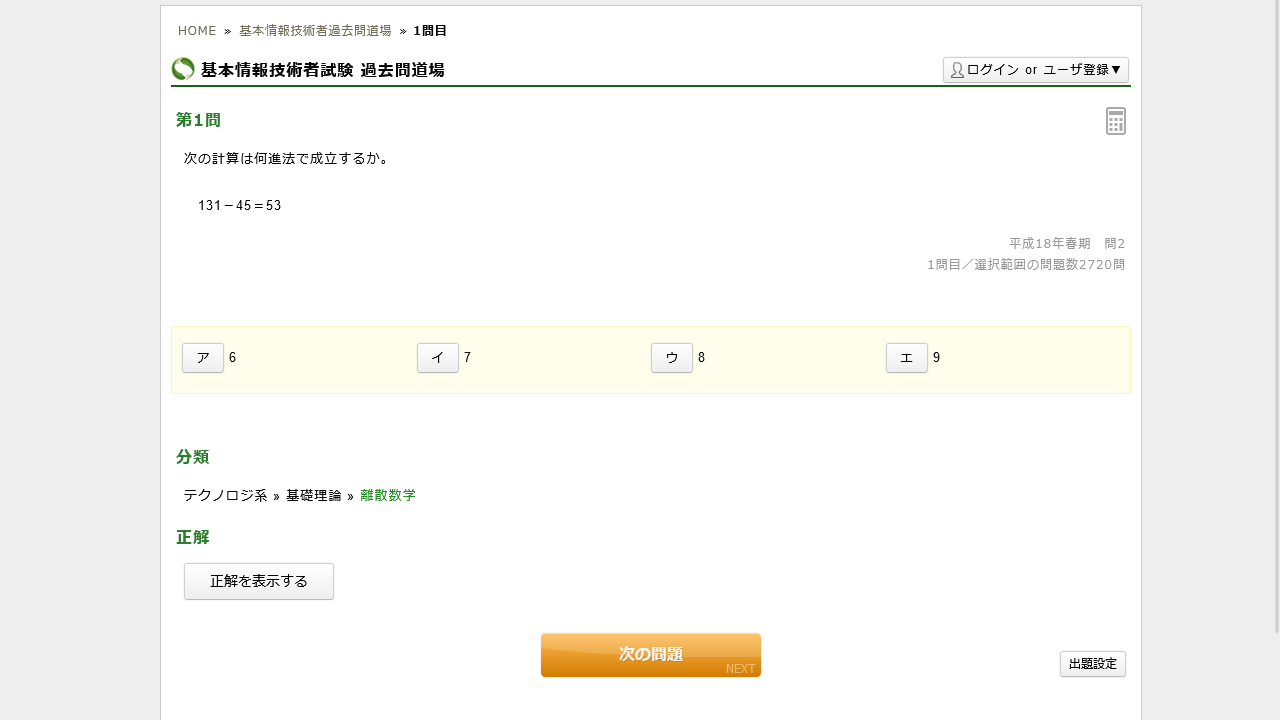 HOME » 基本情報技術者過去問道場 » 1問目
基本情報技術者試験 過去問道場
ログイン or ユーザ登録▼
第1問
次の計算は何進法で成立するか。
131－45＝53
平成18年春期　問2
1問目／選択範囲の問題数2720問
ア 6 イ 7 ウ 8 エ 9
分類
テクノロジ系 » 基礎理論 » 離散数学
正解
正解を表示する
次の問題
NEXT
出題設定